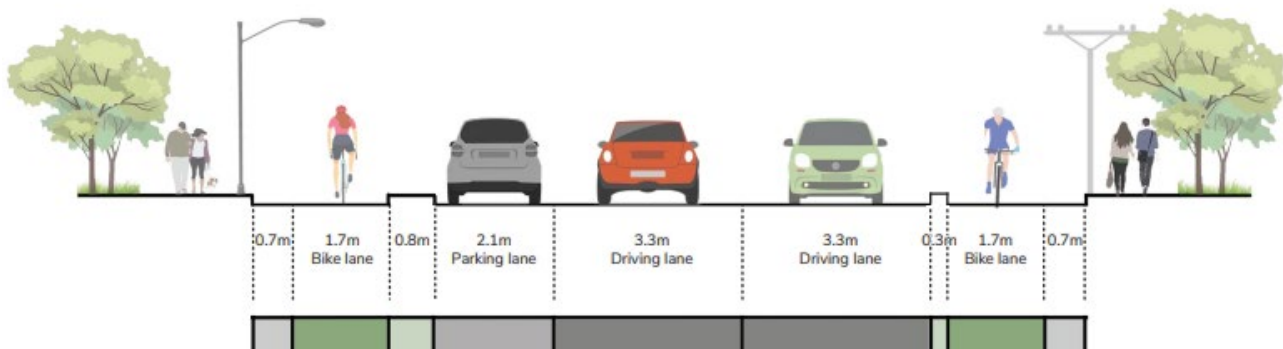 0.7m 1.7m 0.8m 2.1m 3.3m 3.3m 0.3m 1.7m 0.7m
Bike lane Parking lane Driving lane Driving lane Bike lane